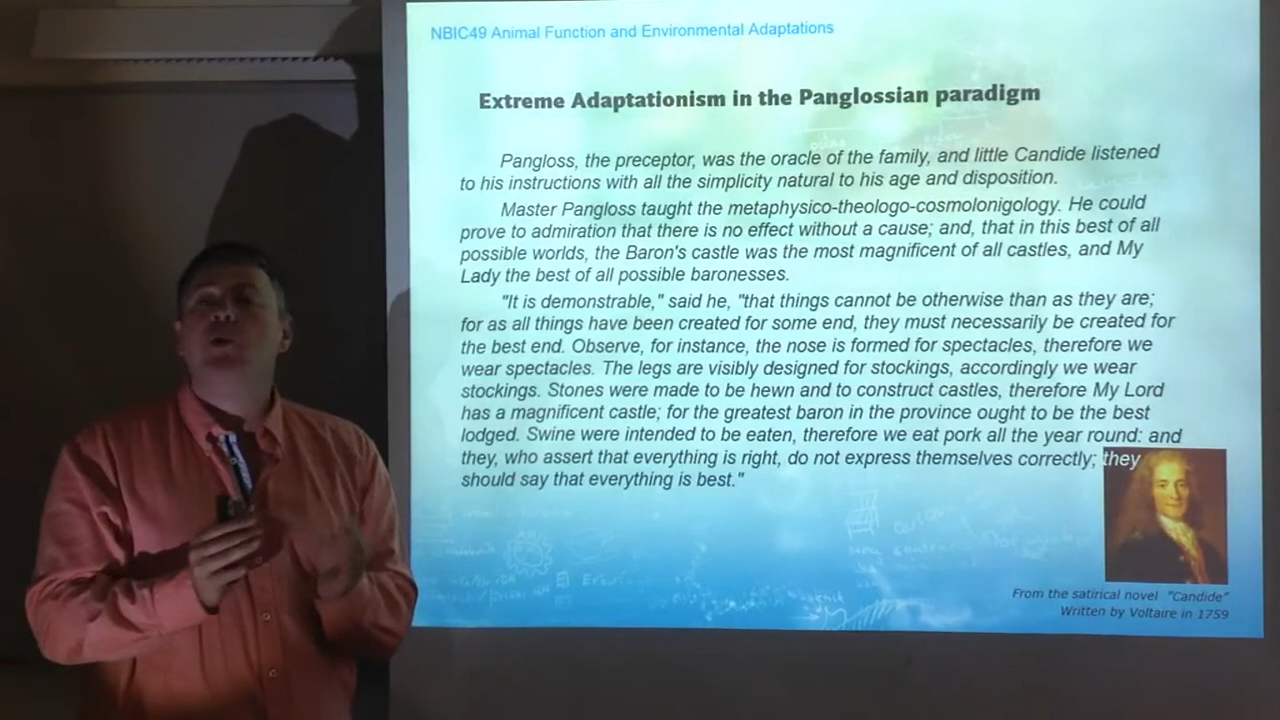 NBIC49 Animal Function and Environmental Adaptations
Extreme Adaptationism in the Panglossian paradigm
Pangloss, the preceptor, was the oracle of the family, and little Candide listened
to his instructions with all the simplicity natural to his age and disposition.
Master Pangloss taught the metaphysico-theologo-cosmolonigology. He could
prove to admiration that there is no effect without a cause; and, that in this best of all
possible worlds, the Baron's castle was the most magnificent of all castles, and My
Lady the best of all possible baronesses.
"It is demonstrable," said he, "that things cannot be otherwise than as they are;
for as all things have been created for some end, they must necessarily be created for
the best end. Observe, for instance, the nose is formed for spectacles, therefore we
wear spectacles. The legs are visibly designed for stockings, accordingly we wear
stockings. Stones were made to be hewn and to construct castles, therefore My Lord
has a magnificent castle; for the greatest baron in the province ought to be the best
lodged. Swine were intended to be eaten, therefore we eat pork all the year round: and
they, who assert that everything is right, do not express themselves correctly; they
should say that everything is best."
From the satirical novel "Candide"
Written by Voltaire in 1759